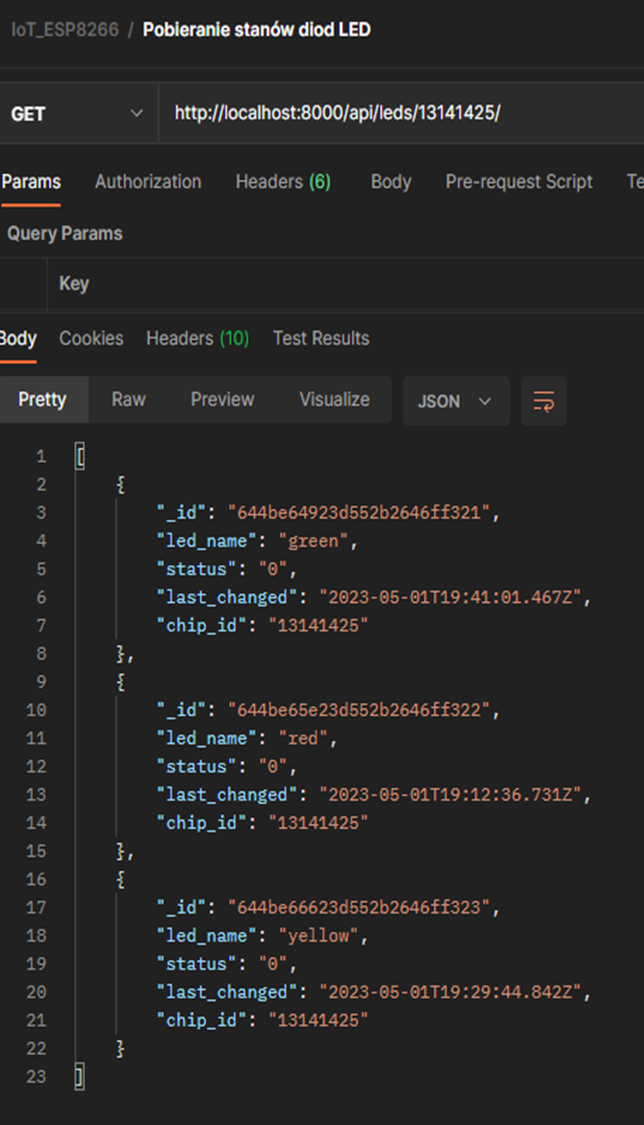 IoT_ESP8266 / Pobieranie stanów diod LED
GET http://localhost:8000/api/leds/13141425/
Params Authorization Headers (6) Body Pre-request Script Te
Query Params
Key
Body Cookies Headers (10) Test Results
Pretty Raw Preview Visualize JSON
1 [
2 {
3 "_id": "644be64923d552b2646ff321",
4 "led_name": "green",
5 "status": "0",
6 "last_changed": "2023-05-01T19:41:01.467Z",
7 "chip_id": "13141425"
8 },
9 {
10 "_id": "644be65e23d552b2646ff322",
11 "led_name": "red",
12 "status": "0",
13 "last_changed": "2023-05-01T19:12:36.731Z",
14 "chip_id": "13141425"
15 },
16 {
17 "_id": "644be66623d552b2646ff323",
18 "led_name": "yellow",
19 "status": "0",
20 "last_changed": "2023-05-01T19:29:44.842Z",
21 "chip_id": "13141425"
22 }
23 ]